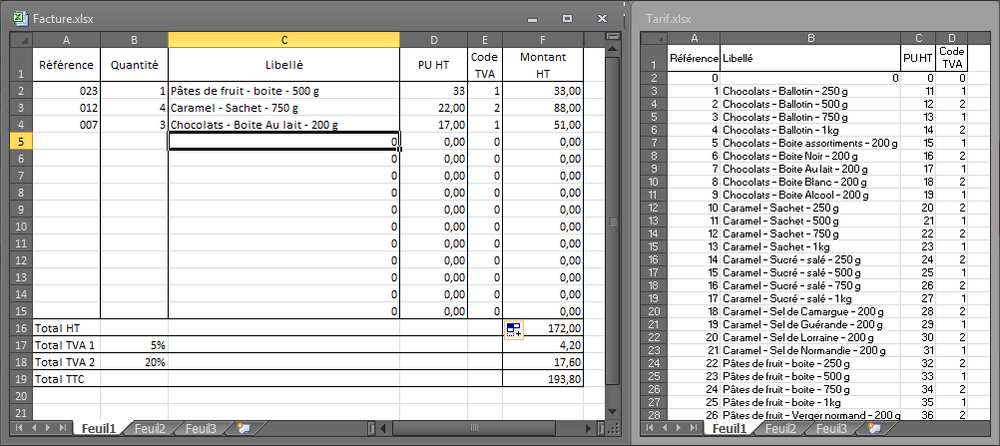 Facture.xlsx
A B C D E F
1 Référence Quantité Libellé PU HT Code TVA Montant HT
2 023 1 Pâtes de fruit - boite - 500 g 33 1 33,00
3 012 4 Caramel - Sachet - 750 g 22,00 2 88,00
4 007 3 Chocolats - Boite Au lait - 200 g 17,00 1 51,00
5 0 0,00 0 0,00
6 0 0,00 0 0,00
7 0 0,00 0 0,00
8 0 0,00 0 0,00
9 0 0,00 0 0,00
10 0 0,00 0 0,00
11 0 0,00 0 0,00
12 0 0,00 0 0,00
13 0 0,00 0 0,00
14 0 0,00 0 0,00
15 0 0,00 0 0,00
16 Total HT 172,00
17 Total TVA 1 5% 4,20
18 Total TVA 2 20% 17,60
19 Total TTC 193,80
20
21
Feuil1 Feuil2 Feuil3
Tarif.xlsx
A B C D
1 Référence Libellé PU HT Code TVA
2 0 0 0 0
3 1 Chocolats - Ballotin - 250 g 11 1
4 2 Chocolats - Ballotin - 500 g 12 2
5 3 Chocolats - Ballotin - 750 g 13 1
6 4 Chocolats - Ballotin - 1kg 14 2
7 5 Chocolats - Boite assortiments - 200 g 15 1
8 6 Chocolats - Boite Noir - 200 g 16 2
9 7 Chocolats - Boite Au lait - 200 g 17 1
10 8 Chocolats - Boite Blanc - 200 g 18 2
11 9 Chocolats - Boite Alcool - 200 g 19 1
12 10 Caramel - Sachet - 250 g 20 2
13 11 Caramel - Sachet - 500 g 21 1
14 12 Caramel - Sachet - 750 g 22 2
15 13 Caramel - Sachet - 1kg 23 1
16 14 Caramel - Sucré - salé - 250 g 24 2
17 15 Caramel - Sucré - salé - 500 g 25 1
18 16 Caramel - Sucré - salé - 750 g 26 2
19 17 Caramel - Sucré - salé - 1kg 27 1
20 18 Caramel - Sel de Camargue - 200 g 28 2
21 19 Caramel - Sel de Guérande - 200 g 29 1
22 20 Caramel - Sel de Lorraine - 200 g 30 2
23 21 Caramel - Sel de Normandie - 200 g 31 1
24 22 Pâtes de fruit - boite - 250 g 32 2
25 23 Pâtes de fruit - boite - 500 g 33 1
26 24 Pâtes de fruit - boite - 750 g 34 2
27 25 Pâtes de fruit - boite - 1kg 35 1
28 26 Pâtes de fruit - Verger normand - 200 g 36 2
Feuil1 Feuil2 Feuil3